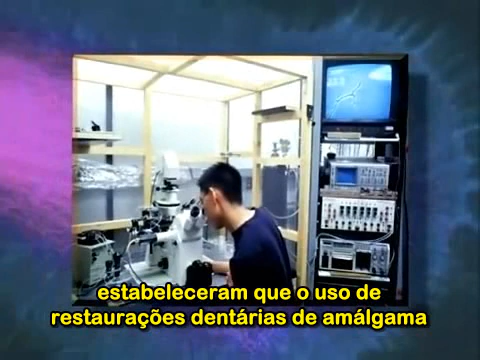 estabeleceram que o uso de
restaurações dentárias de amálgama